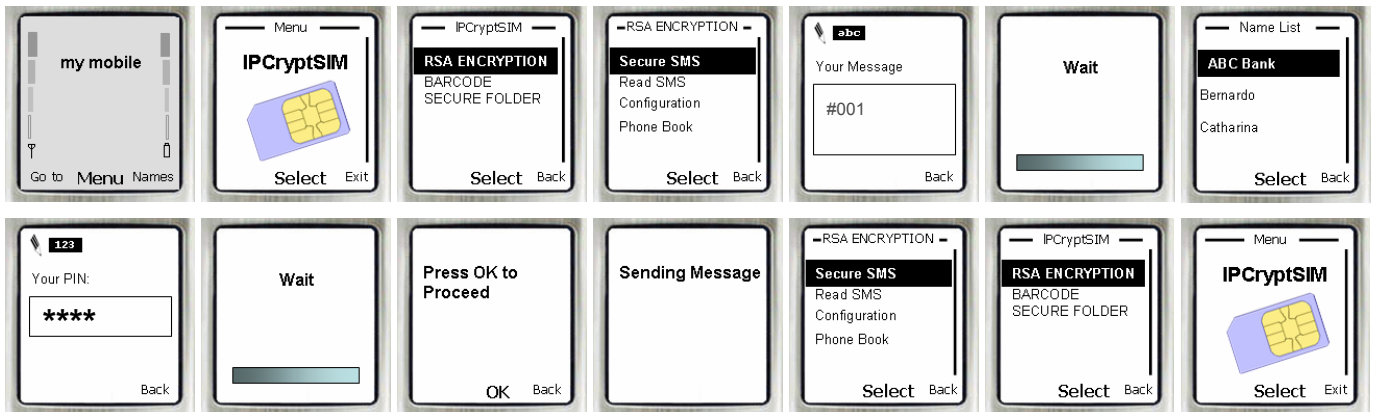 my mobile
Go to Menu Names
Menu
IPCryptSIM
Select Exit
IPCryptSIM
RSA ENCRYPTION
BARCODE
SECURE FOLDER
Select Back
RSA ENCRYPTION
Secure SMS
Read SMS
Configuration
Phone Book
Select Back
abc
Your Message
#001
Back
Wait
Name List
ABC Bank
Bernardo
Catharina
Select Back
123
Your PIN:
****
Back
Wait
Press OK to
Proceed
OK Back
Sending Message
RSA ENCRYPTION
Secure SMS
Read SMS
Configuration
Phone Book
Select Back
IPCryptSIM
RSA ENCRYPTION
BARCODE
SECURE FOLDER
Select Back
Menu
IPCryptSIM
Select Exit